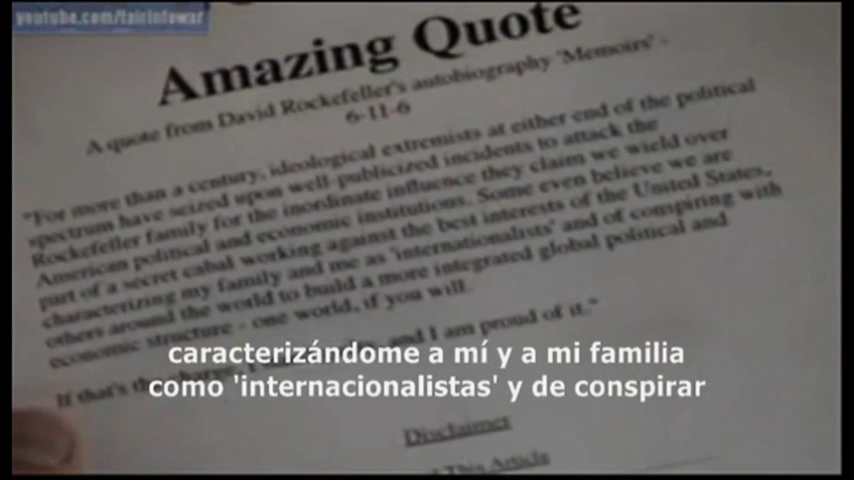 youtube.com/fairinfowar
Amazing Quote
A quote from David Rockefeller's autobiography 'Memoirs' -
6-11-6
"For more than a century, ideological extremists at either end of the political
spectrum have seized upon well-publicized incidents to attack the
Rockefeller family for the inordinate influence they claim we wield over
American political and economic institutions. Some even believe we are
part of a secret cabal working against the best interests of the United States,
characterizing my family and me as 'internationalists' and of conspiring with
others around the world to build a more integrated global political and
economic structure - one world, if you will.
If that's the charge, I and I am proud of it."
caracterizándome a mí y a mi familia
como 'internacionalistas' y de conspirar
Disclaimer
This Article